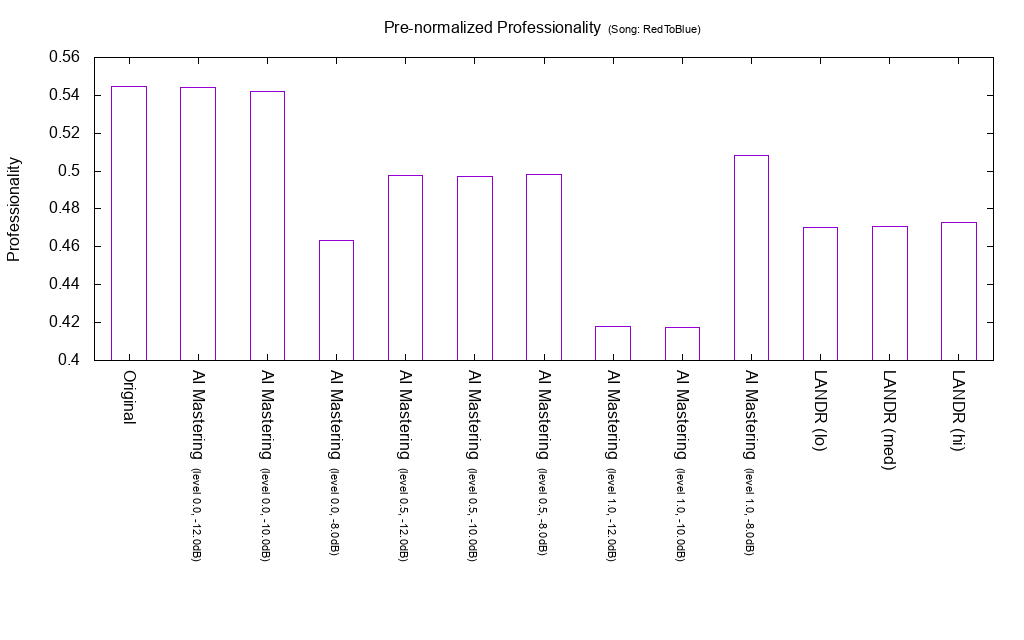 Pre-normalized Professionality (Song: RedToBlue)
Professionality
0.56
0.54
0.52
0.5
0.48
0.46
0.44
0.42
0.4
Original
AI Mastering (level 0.0, -12.0dB)
AI Mastering (level 0.0, -10.0dB)
AI Mastering (level 0.0, -8.0dB)
AI Mastering (level 0.5, -12.0dB)
AI Mastering (level 0.5, -10.0dB)
AI Mastering (level 0.5, -8.0dB)
AI Mastering (level 1.0, -12.0dB)
AI Mastering (level 1.0, -10.0dB)
AI Mastering (level 1.0, -8.0dB)
LANDR (lo)
LANDR (med)
LANDR (hi)